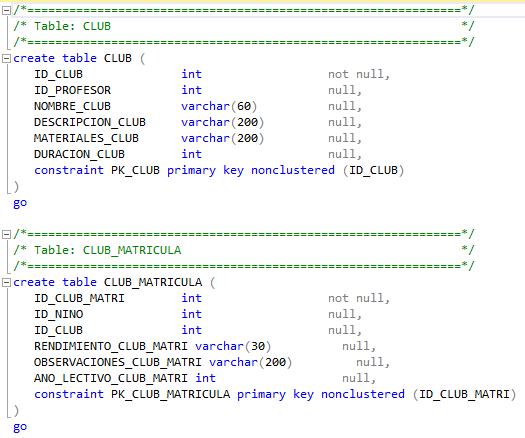 /*==============================================================*/
/* Table: CLUB                                                  */
/*==============================================================*/
create table CLUB (
   ID_CLUB              int                  not null,
   ID_PROFESOR          int                  null,
   NOMBRE_CLUB          varchar(60)          null,
   DESCRIPCION_CLUB     varchar(200)         null,
   MATERIALES_CLUB      varchar(200)         null,
   DURACION_CLUB        int                  null,
   constraint PK_CLUB primary key nonclustered (ID_CLUB)
)
go

/*==============================================================*/
/* Table: CLUB_MATRICULA                                        */
/*==============================================================*/
create table CLUB_MATRICULA (
   ID_CLUB_MATRI        int                  not null,
   ID_NINO              int                  null,
   ID_CLUB              int                  null,
   RENDIMIENTO_CLUB_MATRI varchar(30)          null,
   OBSERVACIONES_CLUB_MATRI varchar(200)         null,
   ANO_LECTIVO_CLUB_MATRI int                  null,
   constraint PK_CLUB_MATRICULA primary key nonclustered (ID_CLUB_MATRI)
)
go